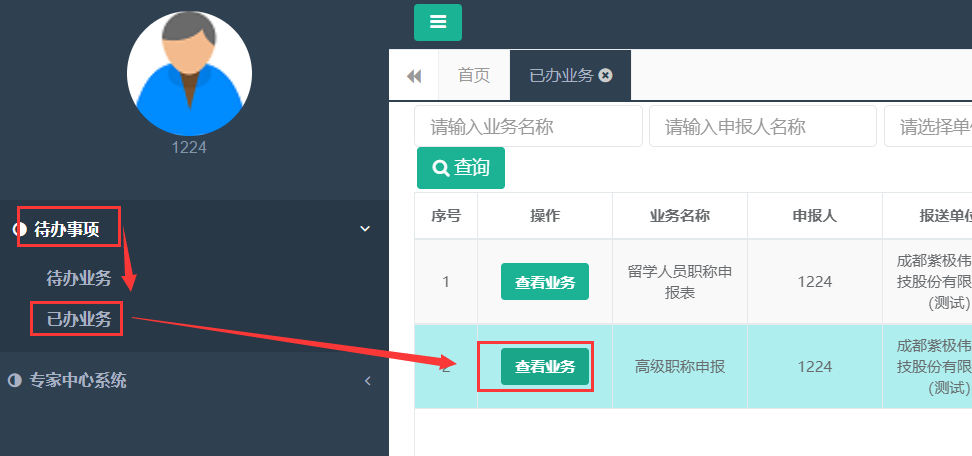 1224
待办事项
待办业务
已办业务
专家中心系统
首页
已办业务
请输入业务名称
请输入申报人名称
请选择单
查询
序号
操作
业务名称
申报人
报送单位
1
查看业务
留学人员职称申
报表
1224
成都紫极伟
技股份有限
(测试)
2
查看业务
高级职称申报
1224
成都紫极伟
技股份有限
(测试)